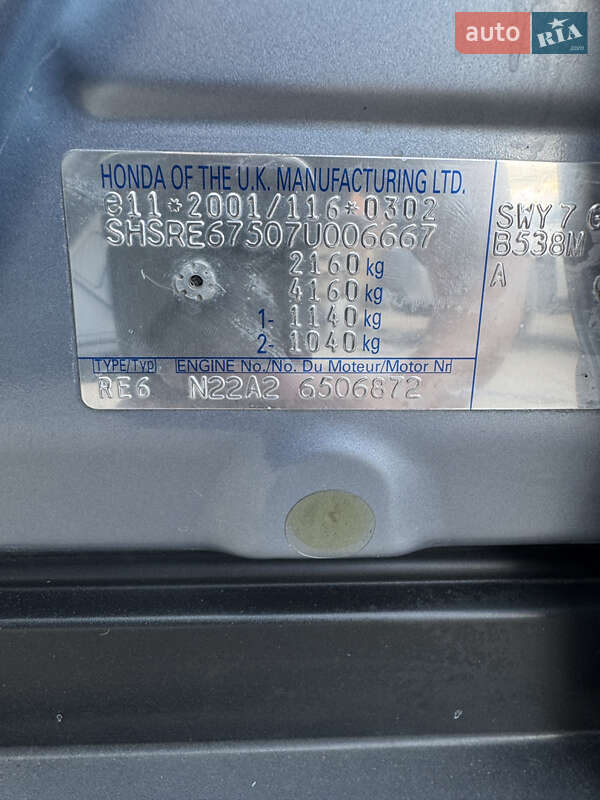 auto RIA .com
HONDA OF THE U.K. MANUFACTURING LTD.
e11*2001/116*0302
SHSRE67507U006667
2160 kg
4160 kg
1- 1140 kg
2- 1040 kg
TYPE/TYP ENGINE No./No. Du Moteur/Motor Nr
RE6 N22A2 6506872
SWY7
B538M
A